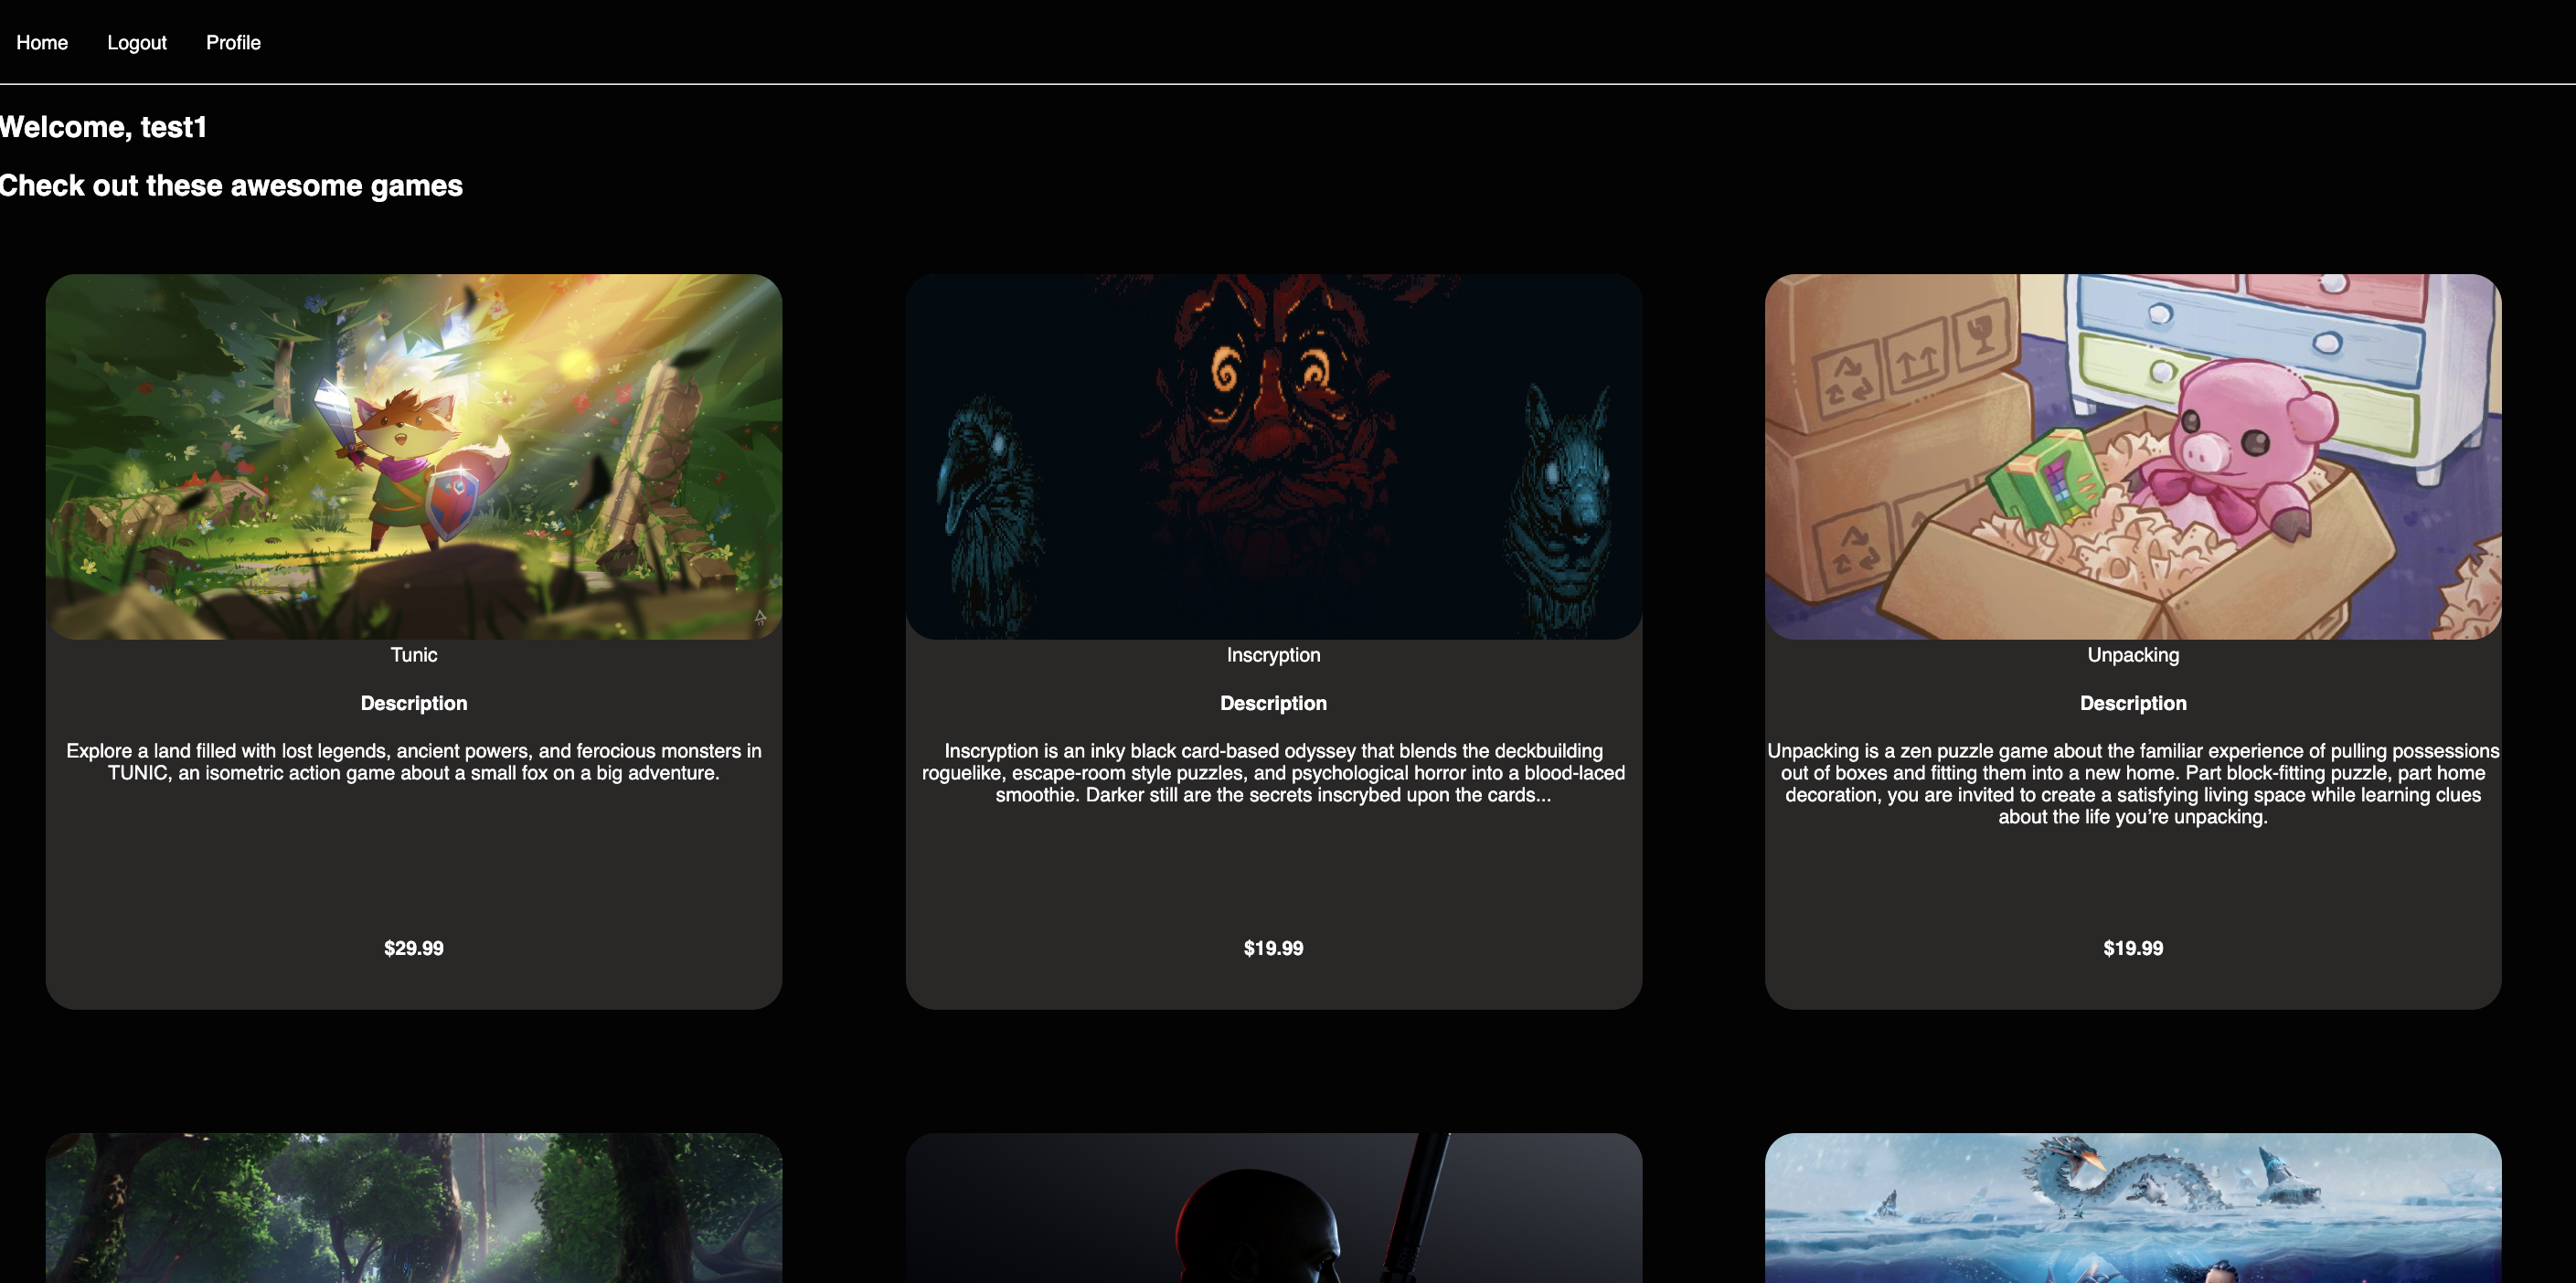 Home Logout Profile
Welcome, test1
Check out these awesome games
Tunic
Description
Explore a land filled with lost legends, ancient powers, and ferocious monsters in
TUNIC, an isometric action game about a small fox on a big adventure.
$29.99
Inscryption
Description
Inscryption is an inky black card-based odyssey that blends the deckbuilding
roguelike, escape-room style puzzles, and psychological horror into a blood-laced
smoothie. Darker still are the secrets inscrybed upon the cards...
$19.99
Unpacking
Description
Unpacking is a zen puzzle game about the familiar experience of pulling possessions
out of boxes and fitting them into a new home. Part block-fitting puzzle, part home
decoration, you are invited to create a satisfying living space while learning clues
about the life you’re unpacking.
$19.99